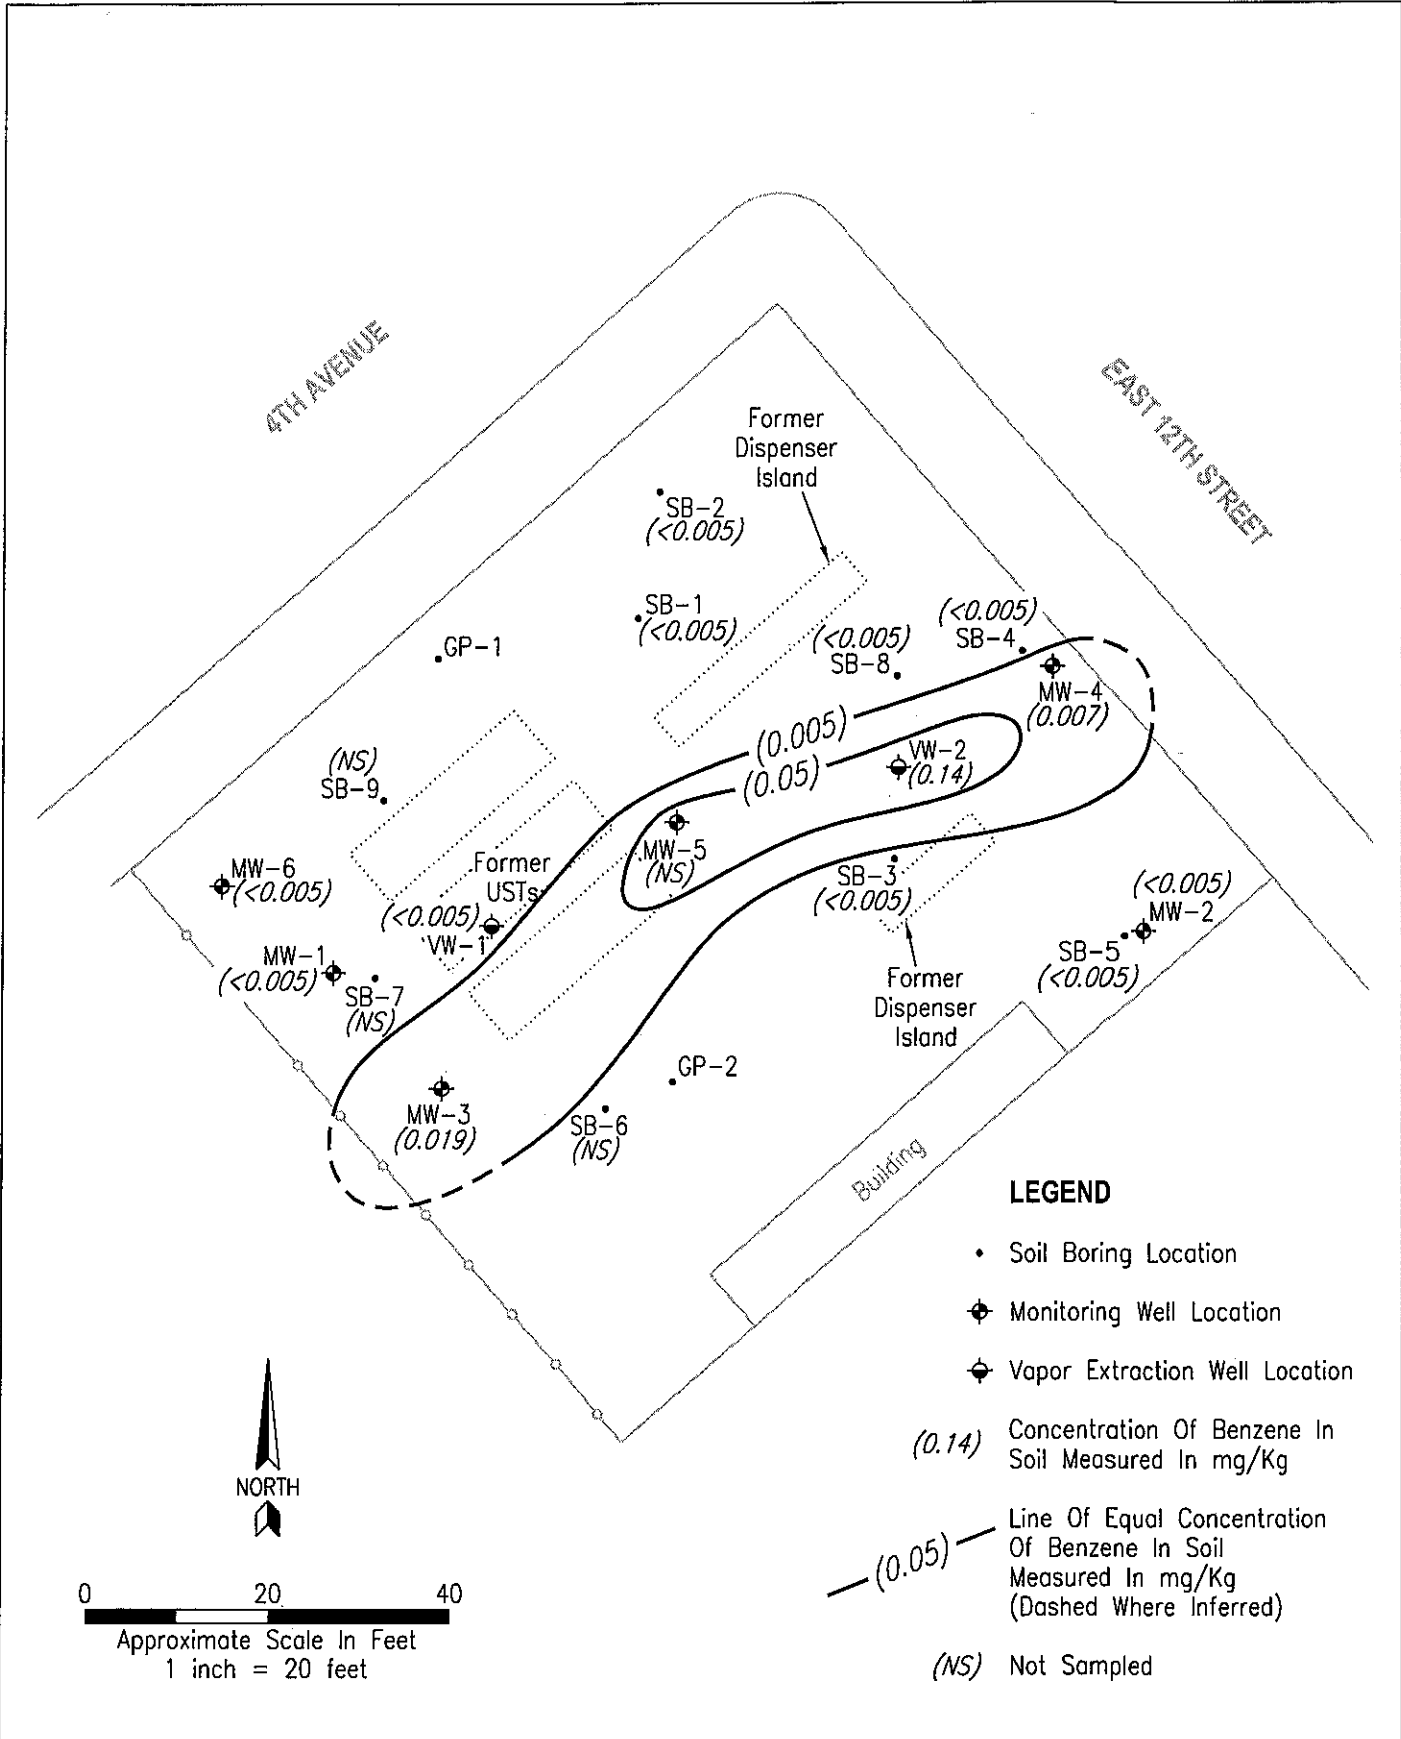 4TH AVENUE
EAST 12TH STREET
Former
Dispenser
Island
SB-2
(<0.005)
SB-1
(<0.005)
GP-1
(<0.005)
SB-4
(<0.005)
SB-8
MW-4
(0.007)
(0.005)
(0.05)
VW-2
(0.14)
(NS)
SB-9
MW-5
(NS)
Former
USTs
MW-6
(<0.005)
(<0.005)
VW-1
SB-3
(<0.005)
(<0.005)
MW-2
SB-5
(<0.005)
MW-1
(<0.005)
SB-7
(NS)
Former
Dispenser
Island
GP-2
MW-3
(0.019)
SB-6
(NS)
Building
LEGEND
Soil Boring Location
Monitoring Well Location
Vapor Extraction Well Location
(0.14) Concentration Of Benzene In
Soil Measured In mg/Kg
(0.05) Line Of Equal Concentration
Of Benzene In Soil
Measured In mg/Kg
(Dashed Where Inferred)
(NS) Not Sampled
NORTH
0 20 40
Approximate Scale In Feet
1 inch = 20 feet